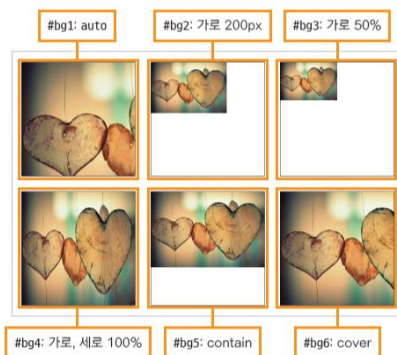 #bg1: auto
#bg2: 가로 200px
#bg3: 가로 50%
#bg4: 가로, 세로 100%
#bg5: contain
#bg6: cover